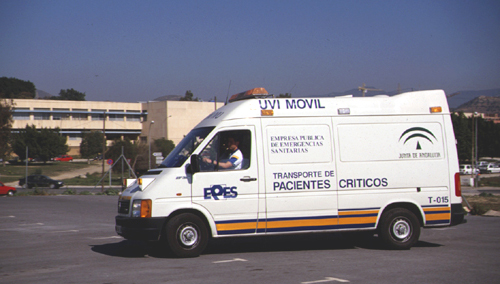 UVI MOVIL
EMPRESA PUBLICA
DE EMERGENCIAS
SANITARIAS
JUNTA DE ANDALUCIA
EPES
TRANSPORTE DE
PACIENTES CRITICOS
T-015